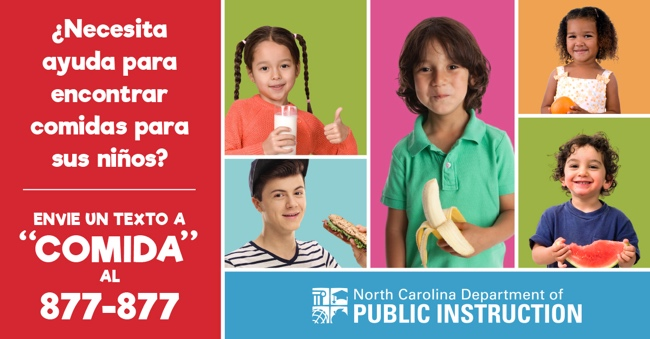 ¿Necesita
ayuda para
encontrar
comidas para
sus niños?
ENVIE UN TEXTO A
“COMIDA”
AL
877-877
North Carolina Department of
PUBLIC INSTRUCTION